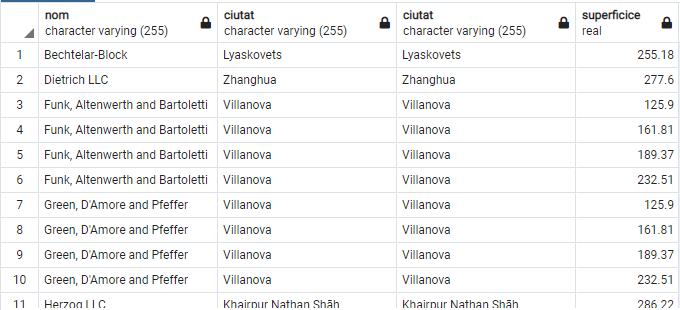 nom ciutat ciutat superficice
character varying (255) character varying (255) character varying (255) real
1 Bechtelar-Block Lyaskovets Lyaskovets 255.18
2 Dietrich LLC Zhanghua Zhanghua 277.6
3 Funk, Altenwerth and Bartoletti Villanova Villanova 125.9
4 Funk, Altenwerth and Bartoletti Villanova Villanova 161.81
5 Funk, Altenwerth and Bartoletti Villanova Villanova 189.37
6 Funk, Altenwerth and Bartoletti Villanova Villanova 232.51
7 Green, D'Amore and Pfeffer Villanova Villanova 125.9
8 Green, D'Amore and Pfeffer Villanova Villanova 161.81
9 Green, D'Amore and Pfeffer Villanova Villanova 189.37
10 Green, D'Amore and Pfeffer Villanova Villanova 232.51
11 Herzog LLC Khairpur Nathan Shāh Khairpur Nathan Shāh 286.22